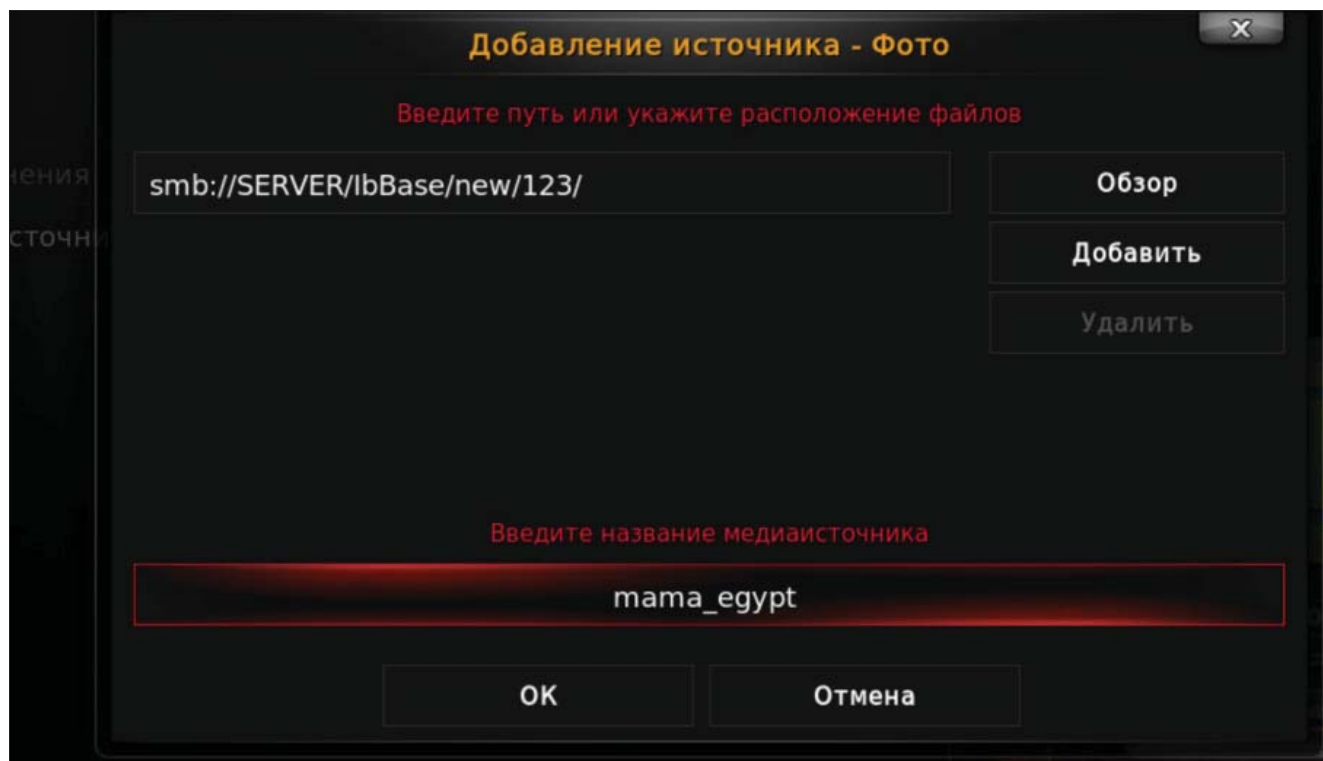 Добавление источника - Фото
x
Введите путь или укажите расположение файлов
smb://SERVER/IbBase/new/123/
Обзор
Добавить
Удалить
Введите название медиаисточника
mama_egypt
OK
Отмена